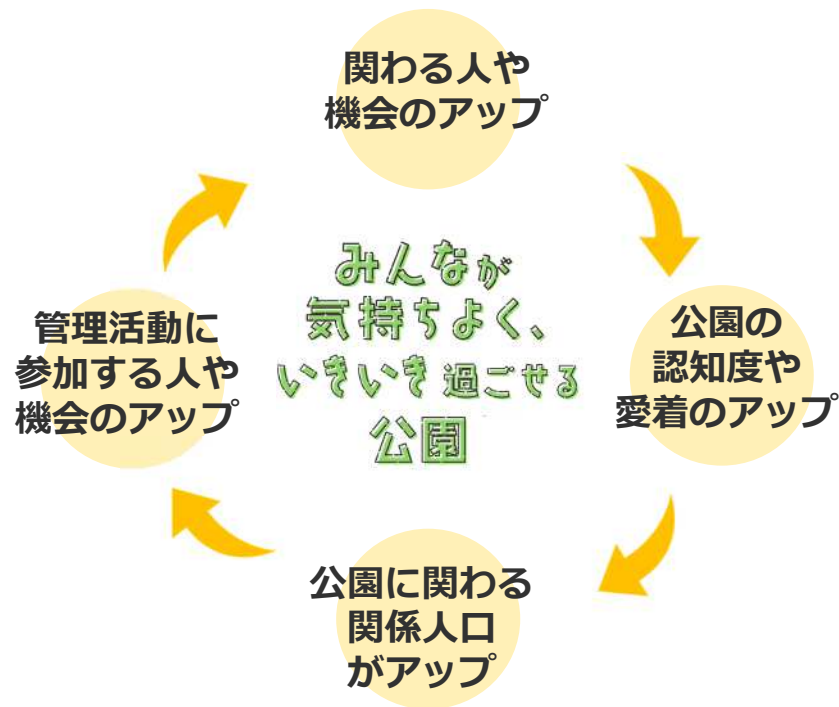 関わる人や
機会のアップ
みんなが
気持ちよく、
いきいき過ごせる
公園
公園の
認知度や
愛着のアップ
公園に関わる
関係人口
がアップ
管理活動に
参加する人や
機会のアップ